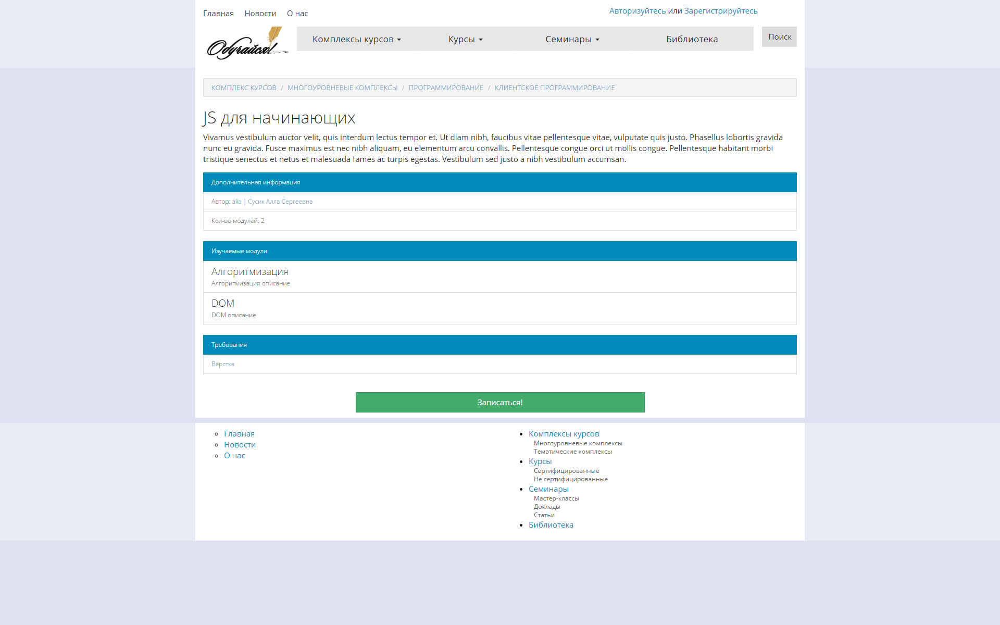 Главная Новости О нас
Авторизуйтесь или Зарегистрируйтесь
Обучайся!
Комплексы курсов Курсы Семинары Библиотека
Поиск
КОМПЛЕКС КУРСОВ / МНОГОУРОВНЕВЫЕ КОМПЛЕКСЫ / ПРОГРАММИРОВАНИЕ / КЛИЕНТСКОЕ ПРОГРАММИРОВАНИЕ
JS для начинающих
Vivamus vestibulum auctor velit, quis interdum lectus tempor et. Ut diam nibh, faucibus vitae pellentesque vitae, vulputate quis justo. Phasellus lobortis gravida
nunc eu gravida. Fusce maximus est nec nibh aliquam, eu elementum arcu convallis. Pellentesque congue orci ut mollis congue. Pellentesque habitant morbi
tristique senectus et netus et malesuada fames ac turpis egestas. Vestibulum sed justo a nibh vestibulum accumsan.
Дополнительная информация
Автор: alla | Сусик Алла Сергеевна
Кол-во модулей: 2
Изучаемые модули
Алгоритмизация
Алгоритмизация описание
DOM
DOM описание
Требования
Вёрстка
Записаться!
Главная
Новости
О нас
Комплексы курсов
Многоуровневые комплексы
Тематические комплексы
Курсы
Сертифицированные
Не сертифицированные
Семинары
Мастер-классы
Доклады
Статьи
Библиотека